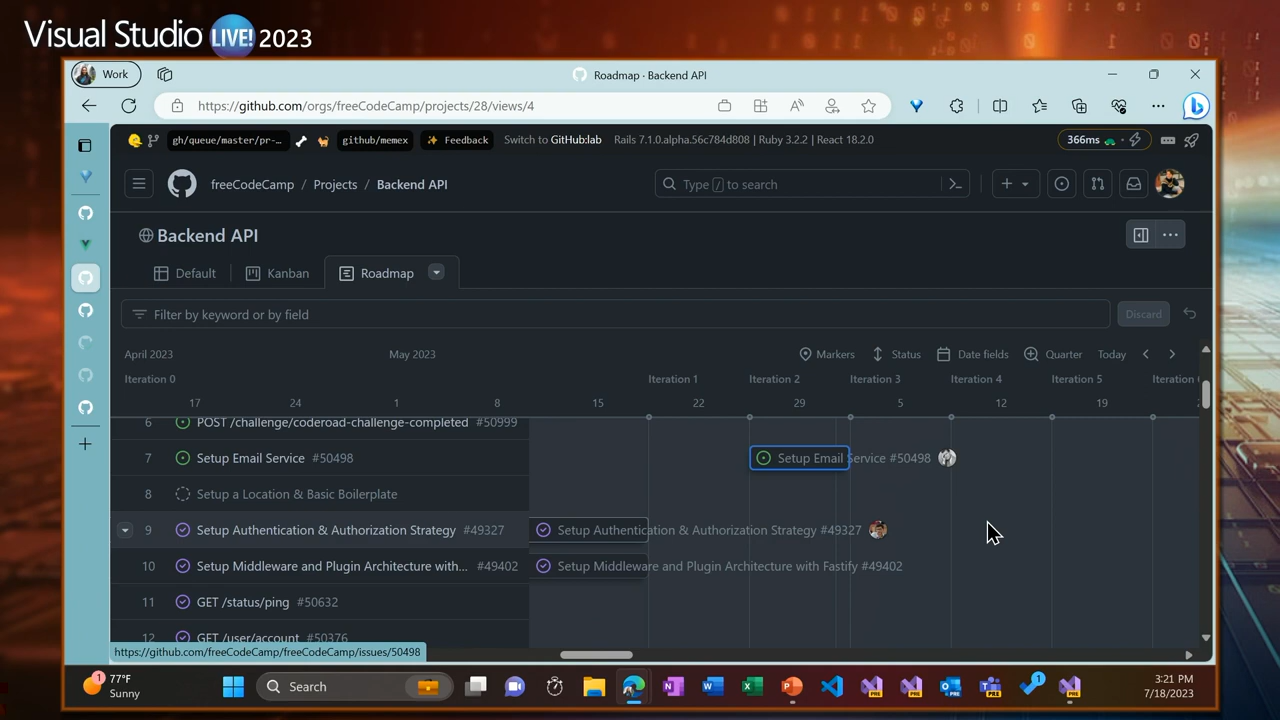 Visual Studio LIVE! 2023
Work
Roadmap · Backend API
https://github.com/orgs/freeCodeCamp/projects/28/views/4
gh/queue/master/pr-...
github/memex
Feedback
Switch to GitHub:lab
Rails 7.1.0.alpha.56c784d808 | Ruby 3.2.2 | React 18.2.0
366ms
freeCodeCamp / Projects / Backend API
Type / to search
Backend API
Default
Kanban
Roadmap
Filter by keyword or by field
Discard
April 2023
May 2023
Markers
Status
Date fields
Quarter
Today
Iteration 0
Iteration 1
Iteration 2
Iteration 3
Iteration 4
Iteration 5
Iteration
17 24 1 8 15 22 29 5 12 19
6 POST /challenge/coderoad-challenge-completed #50999
7 Setup Email Service #50498
Setup Email Service #50498
8 Setup a Location & Basic Boilerplate
9 Setup Authentication & Authorization Strategy #49327
Setup Authentication & Authorization Strategy #49327
10 Setup Middleware and Plugin Architecture with... #49402
Setup Middleware and Plugin Architecture with Fastify #49402
11 GET /status/ping #50632
12 GET /user/account #50376
https://github.com/freeCodeCamp/freeCodeCamp/issues/50498
1
77°F
Sunny
Search
PRE
PRE
PRE
1
PRE
3:21 PM
7/18/2023